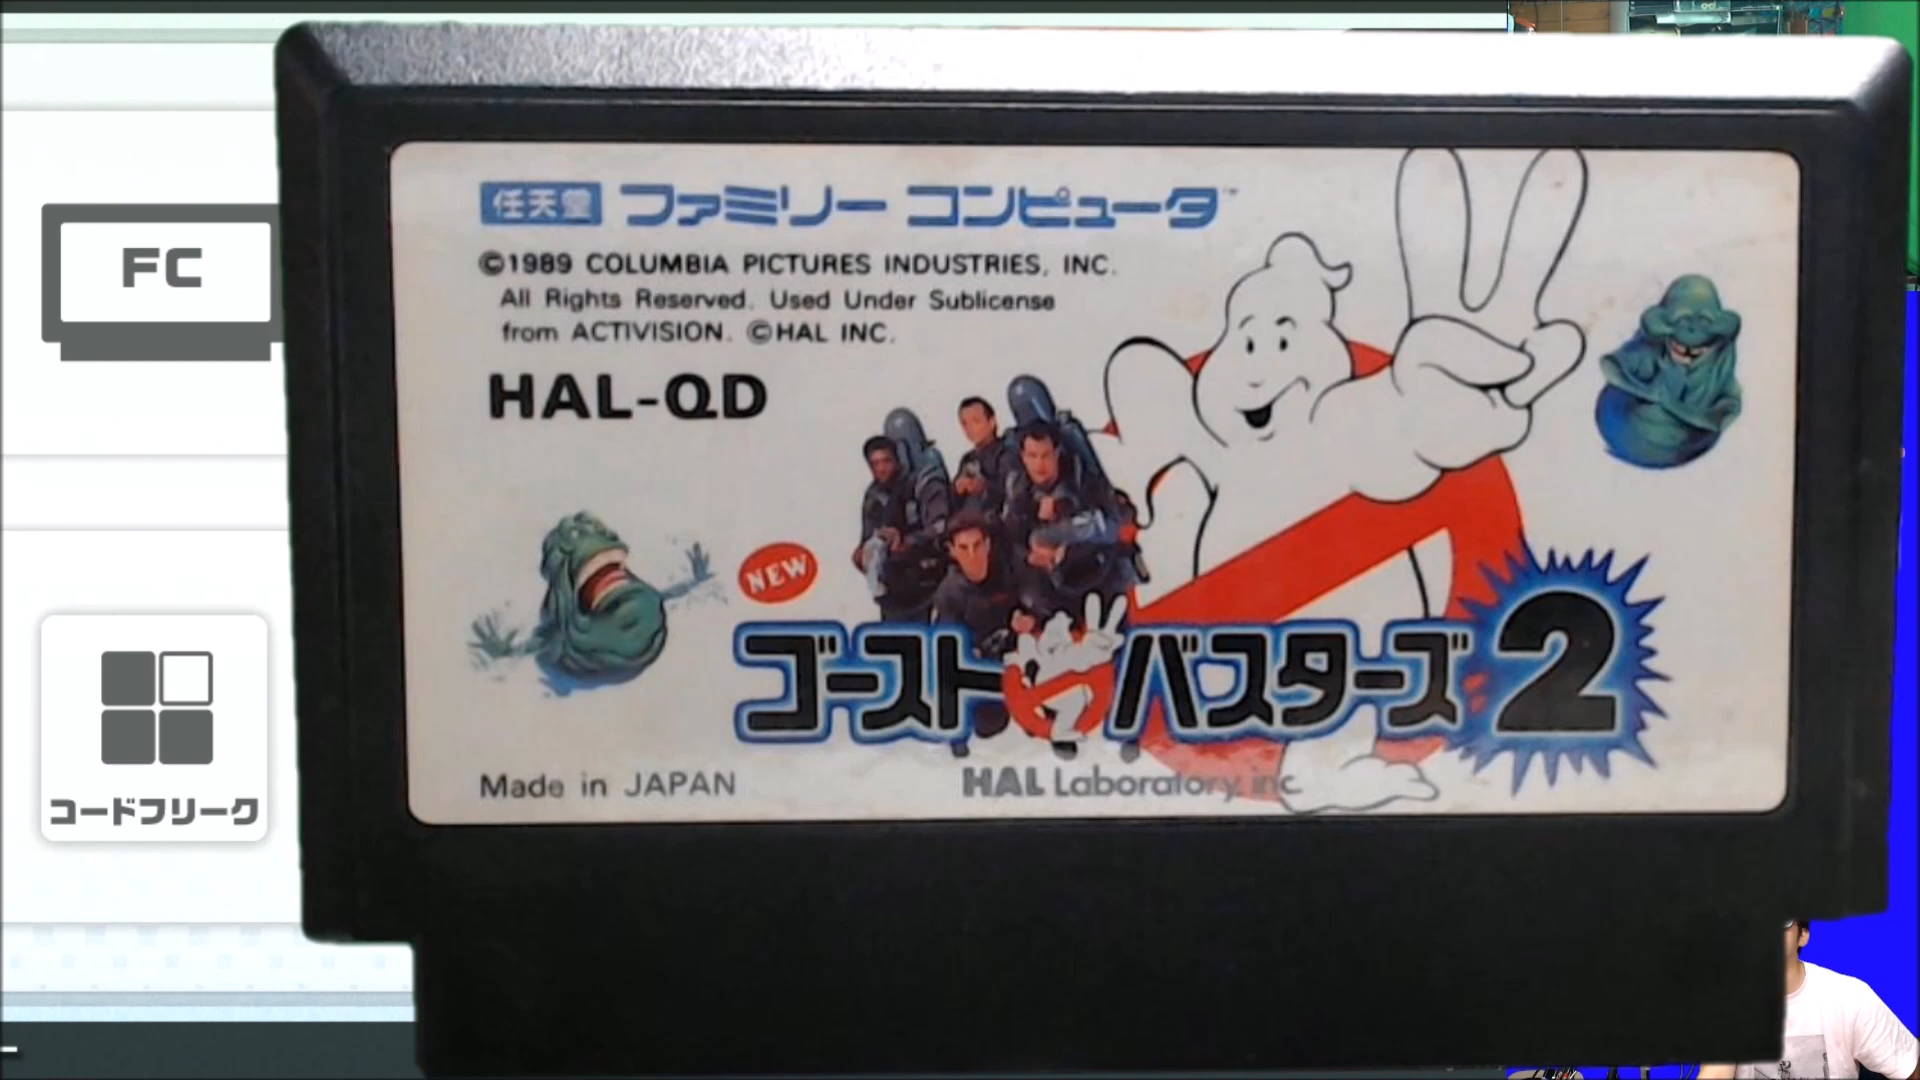 任天堂 ファミリー コンピュータ™
©1989 COLUMBIA PICTURES INDUSTRIES, INC.
All Rights Reserved. Used Under Sublicense
from ACTIVISION. ©HAL INC.
HAL-QD
NEW
ゴーストバスターズ2
Made in JAPAN
HAL Laboratory, inc.
FC
コードフリーク